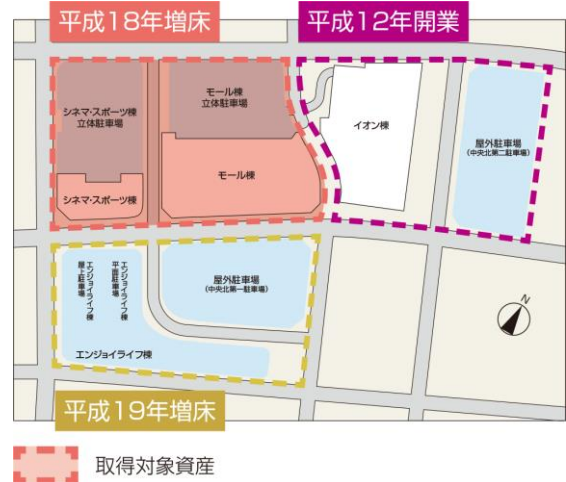 平成18年増床
平成12年開業
シネマ・スポーツ棟
立体駐車場
モール棟
立体駐車場
イオン棟
屋外駐車場
(中央北第二駐車場)
シネマ・スポーツ棟
モール棟
エンジョイライフ棟
屋上駐車場
エンジョイライフ棟
平面駐車場
屋外駐車場
(中央北第一駐車場)
エンジョイライフ棟
N
平成19年増床
取得対象資産